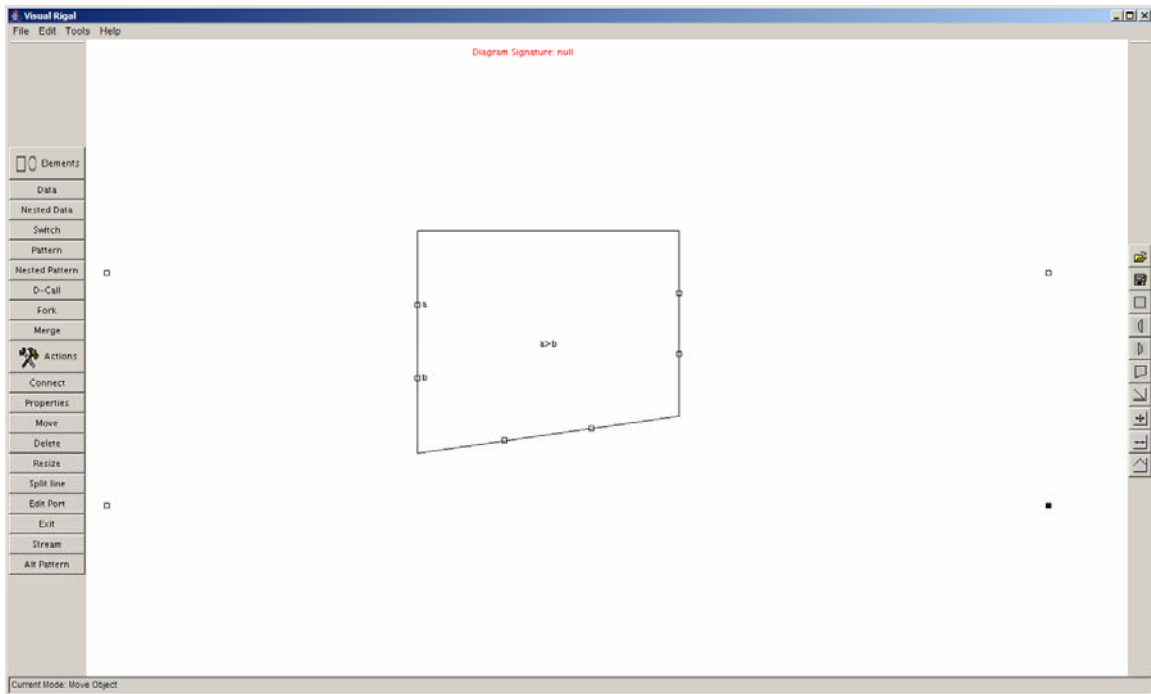 Visual Rigal
File Edit Tools Help
Diagram Signature: null
Elements
Data
Nested Data
Switch
Pattern
Nested Pattern
D-Call
Fork
Merge
Actions
Connect
Properties
Move
Delete
Resize
Split line
Edit Port
Exit
Stream
Alt Pattern
a
a>b
b
Current Mode: Move Object